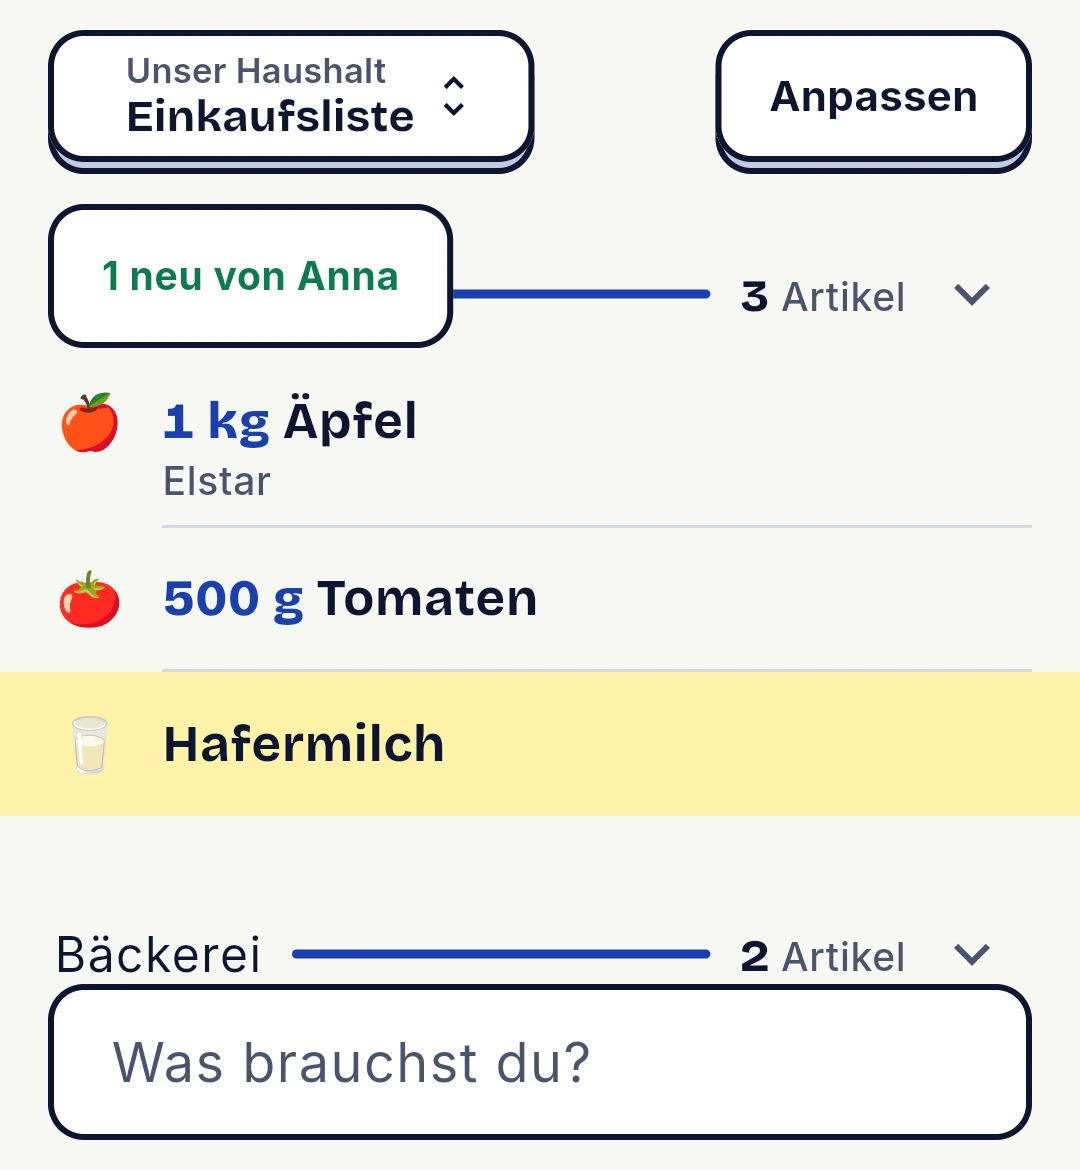 Unser Haushalt
Einkaufsliste
Anpassen
1 neu von Anna
3 Artikel
1 kg Äpfel
Elstar
500 g Tomaten
Hafermilch
Bäckerei
2 Artikel
Was brauchst du?